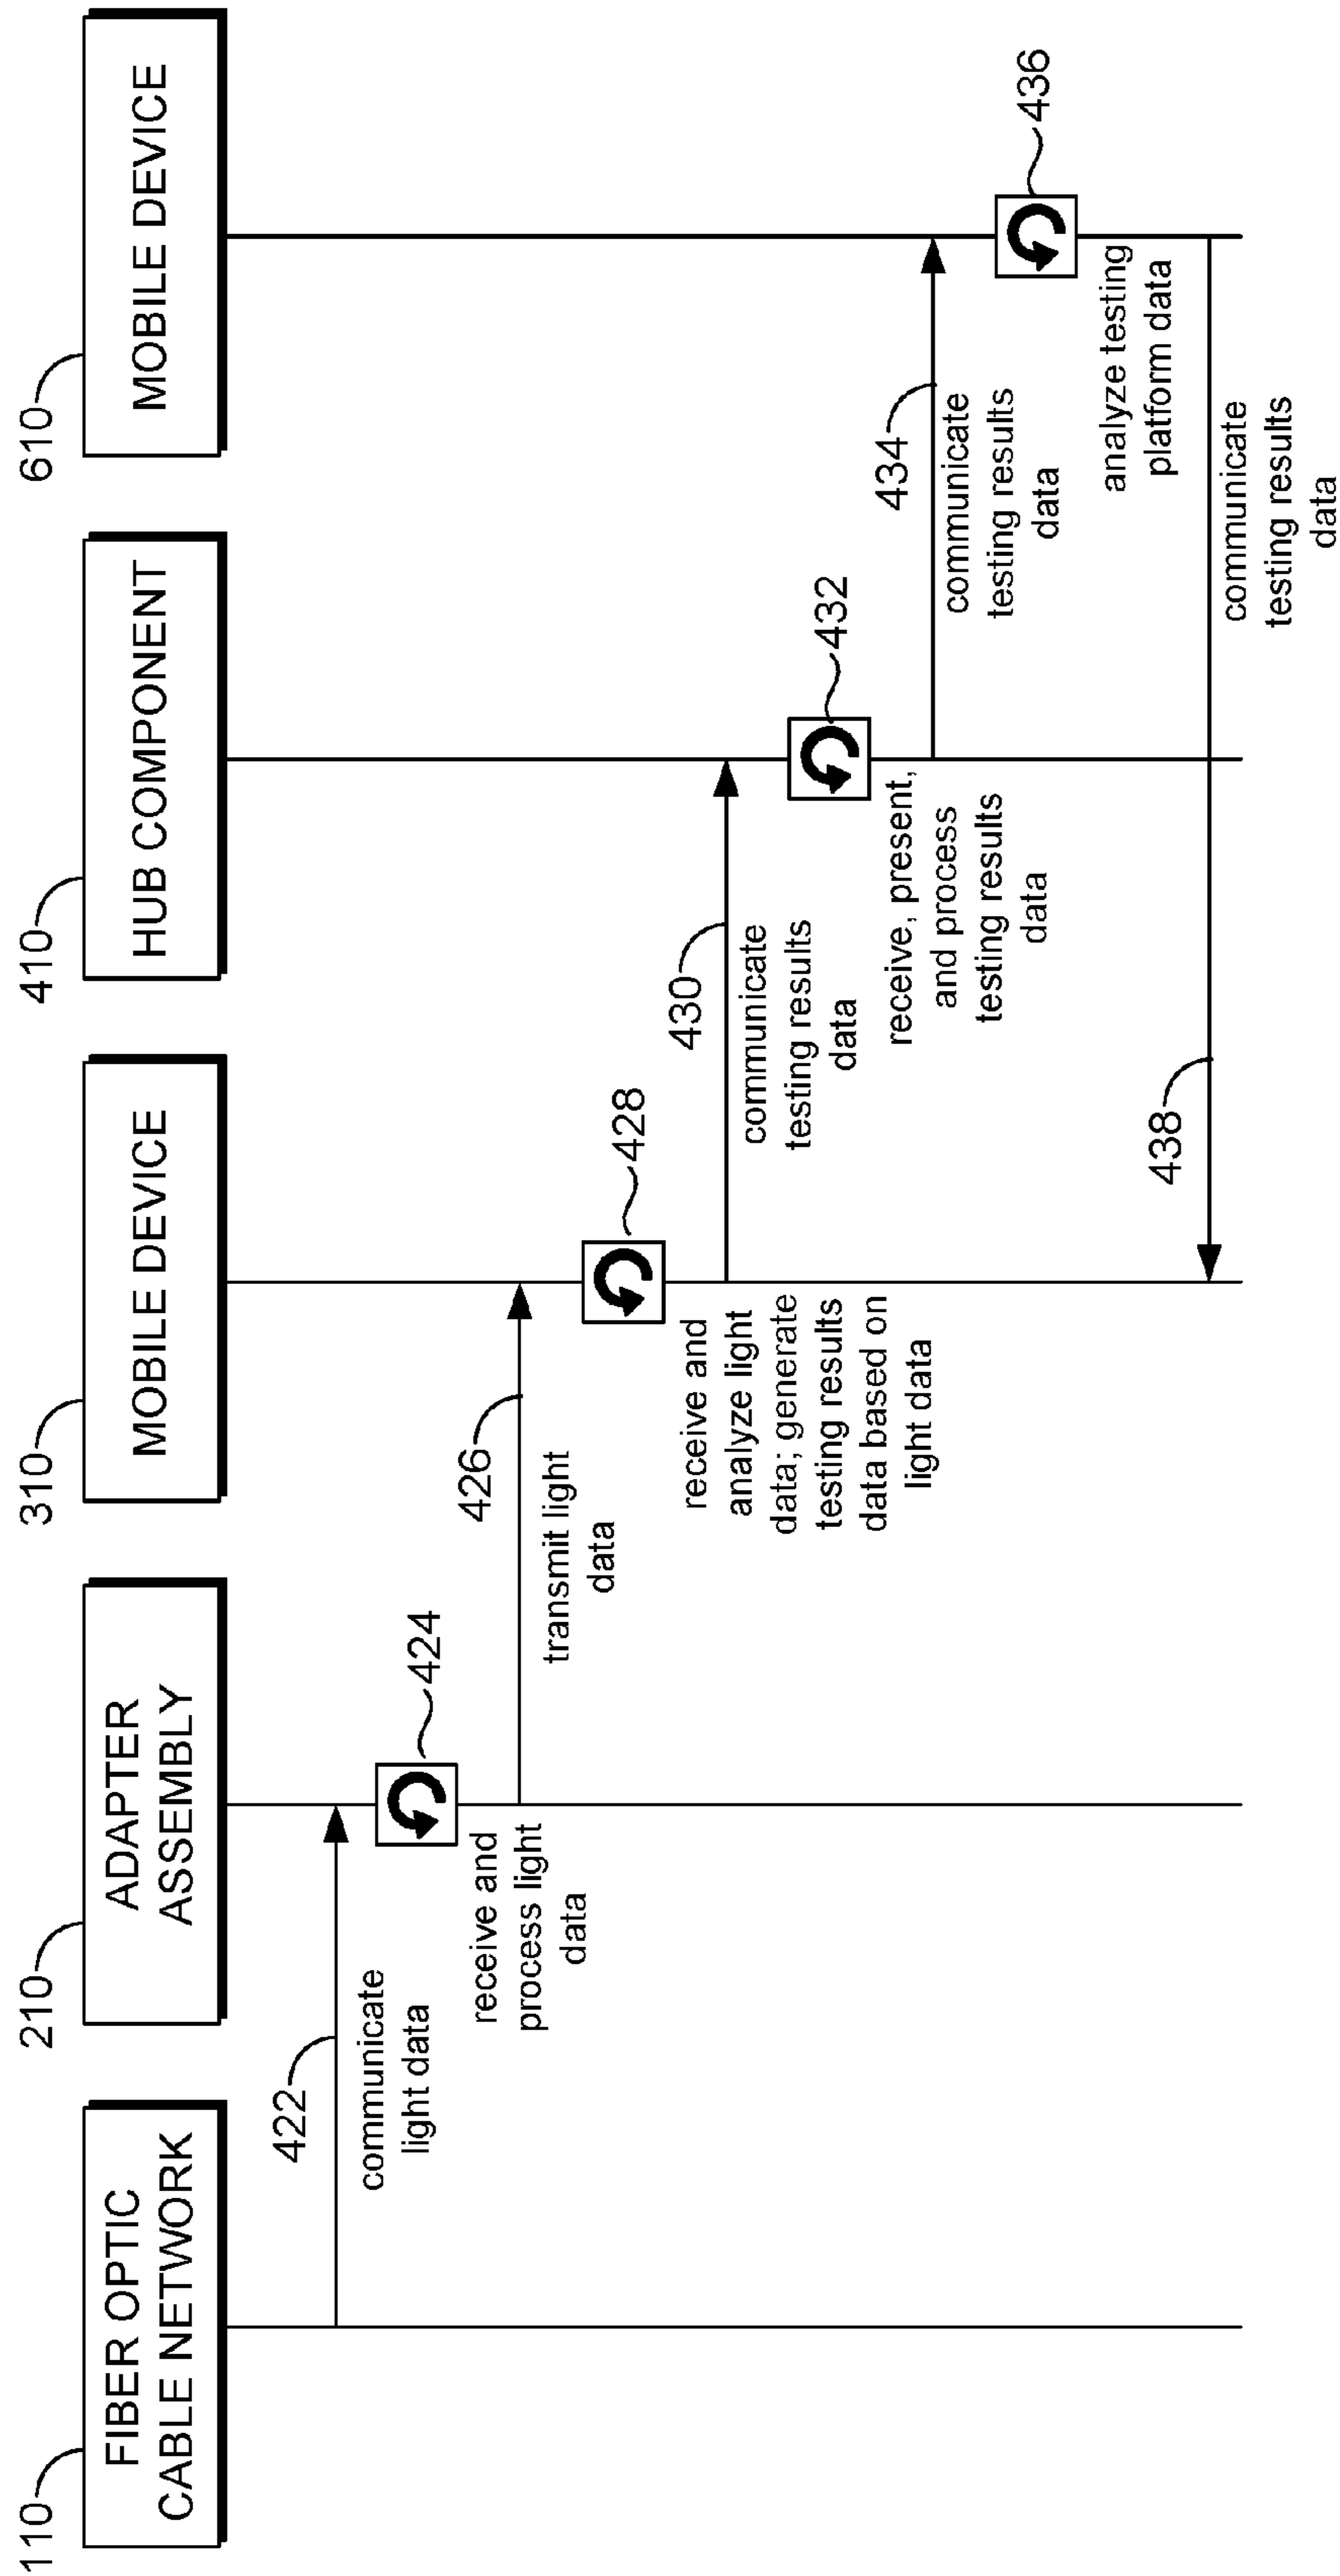 110
FIBER OPTIC
CABLE NETWORK
210
ADAPTER
ASSEMBLY
310
MOBILE DEVICE
410
HUB COMPONENT
610
MOBILE DEVICE
422
communicate
light data
424
receive and
process light
data
426
transmit light
data
428
receive and
analyze light
data; generate
testing results
data based on
light data
430
communicate
testing results
data
432
receive, present,
and process
testing results
data
434
communicate
testing results
data
436
analyze testing
platform data
438
communicate
testing results
data